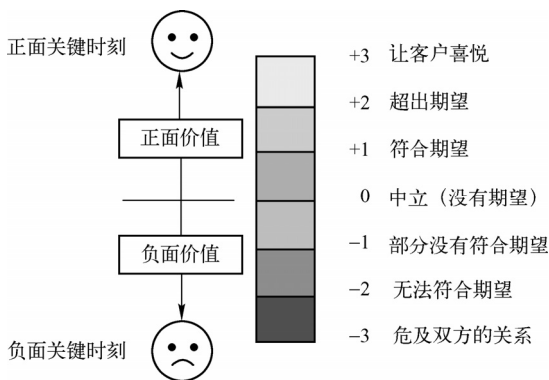 正面关键时刻
正面价值
负面价值
负面关键时刻
+3 让客户喜悦
+2 超出期望
+1 符合期望
0 中立（没有期望）
−1 部分没有符合期望
−2 无法符合期望
−3 危及双方的关系